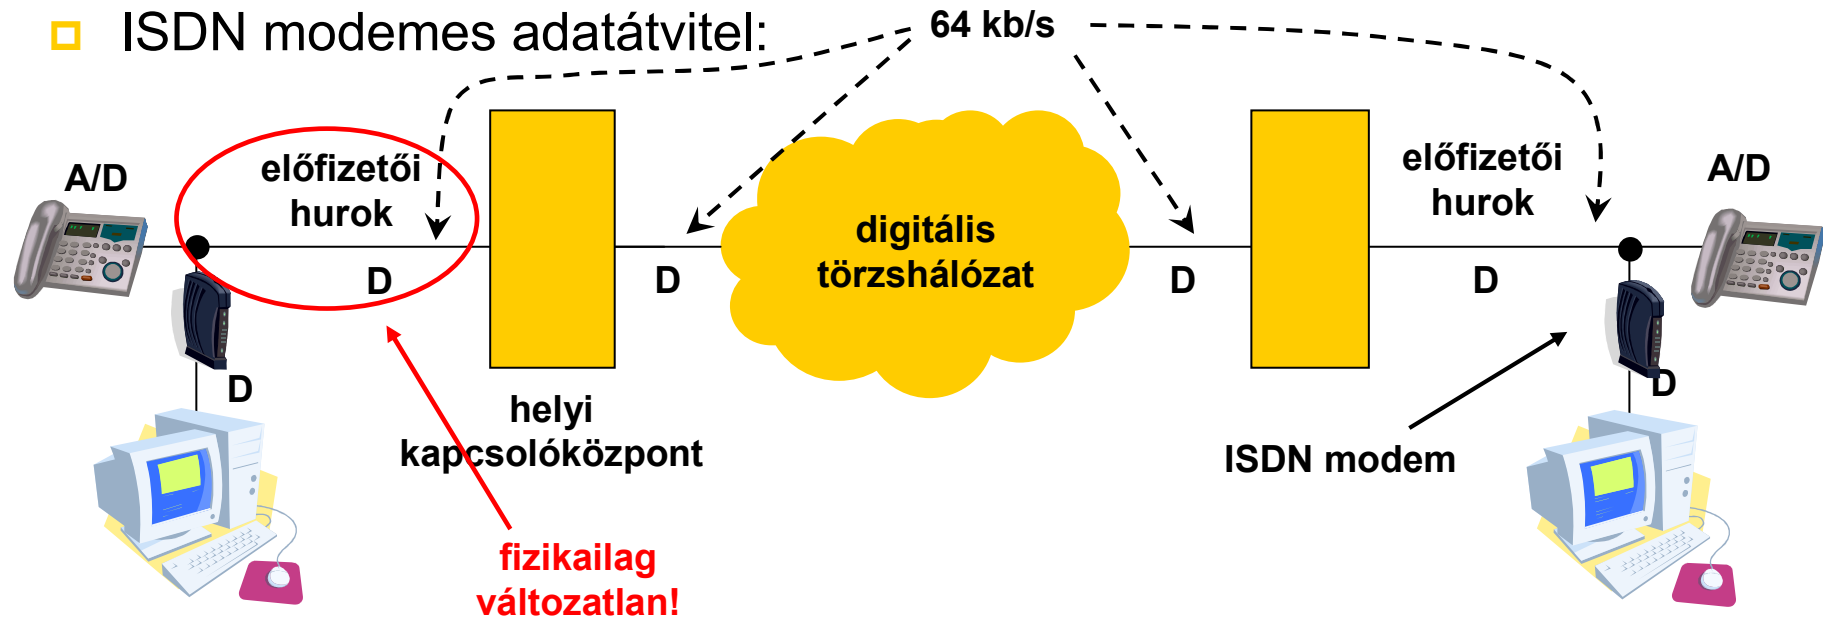 ISDN modemes adatátvitel:
64 kb/s
A/D
előfizetői
hurok
D
D
digitális
törzshálózat
D
előfizetői
hurok
D
A/D
D
helyi
kapcsolóközpont
ISDN modem
D
fizikailag
változatlan!